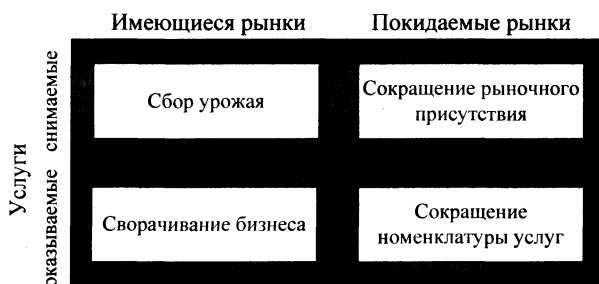 Имеющиеся рынки
Покидаемые рынки
Услуги
снимаемые
Сбор урожая
Сокращение рыночного
присутствия
оказываемые
Сворачивание бизнеса
Сокращение
номенклатуры услуг